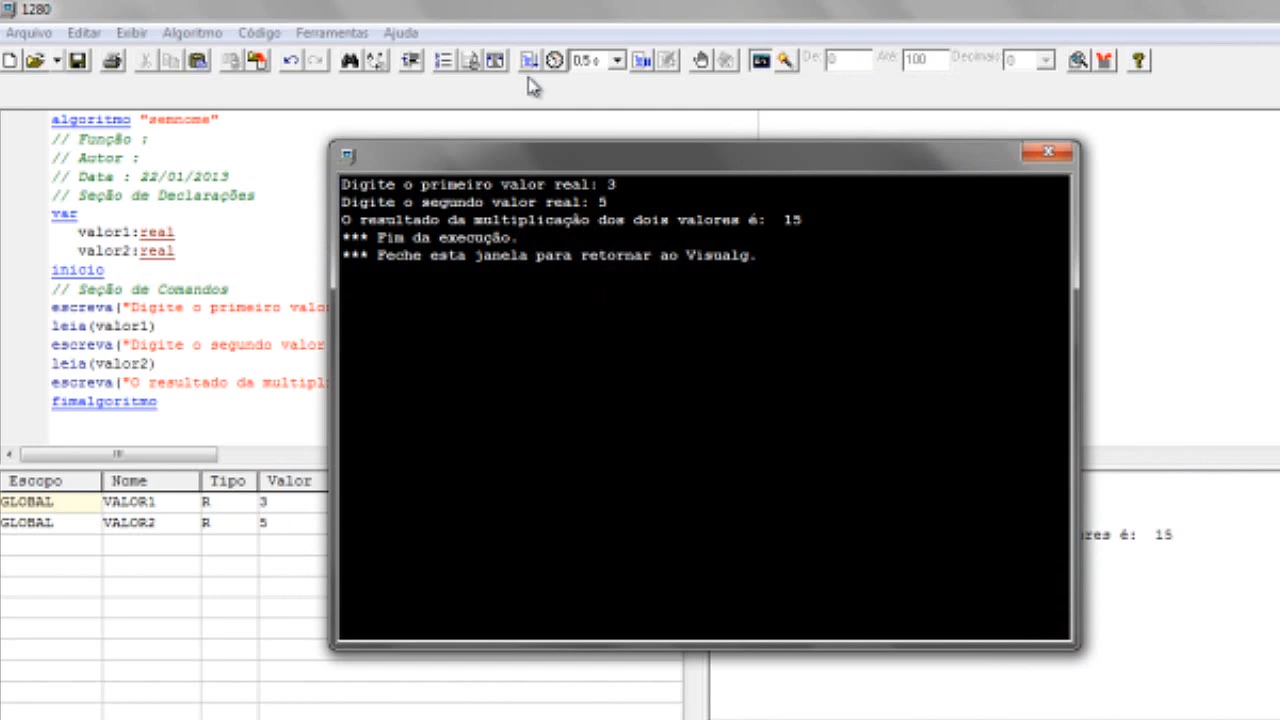 1280
Arquivo Editar Exibir Algoritmo Código Ferramentas Ajuda
0,5 s De: 0 Até: 100 Decimais 0
algoritmo "semnome"
// Função :
// Autor :
// Data : 22/01/2013
// Seção de Declarações
var
valor1:real
valor2:real
inicio
// Seção de Comandos
escreva("Digite o primeiro valo
leia(valor1)
escreva("Digite o segundo valor
leia(valor2)
escreva("O resultado da multipl
fimalgoritmo
Digite o primeiro valor real: 3
Digite o segundo valor real: 5
O resultado da multiplicação dos dois valores é: 15
*** Fim da execução.
*** Feche esta janela para retornar ao Visualg.
Escopo Nome Tipo Valor
GLOBAL VALOR1 R 3
GLOBAL VALOR2 R 5
ores é: 15